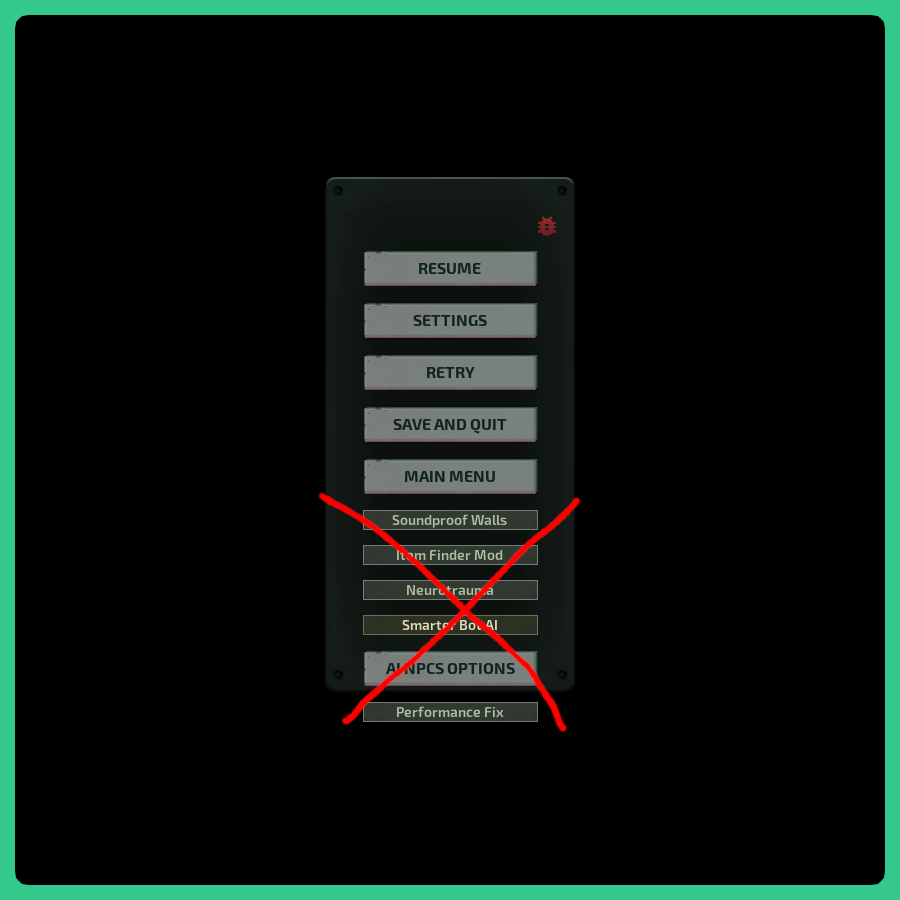 RESUME
SETTINGS
RETRY
SAVE AND QUIT
MAIN MENU
Soundproof Walls
Item Finder Mod
Neurotrauma
Smarter Bot AI
AI NPCS OPTIONS
Performance Fix